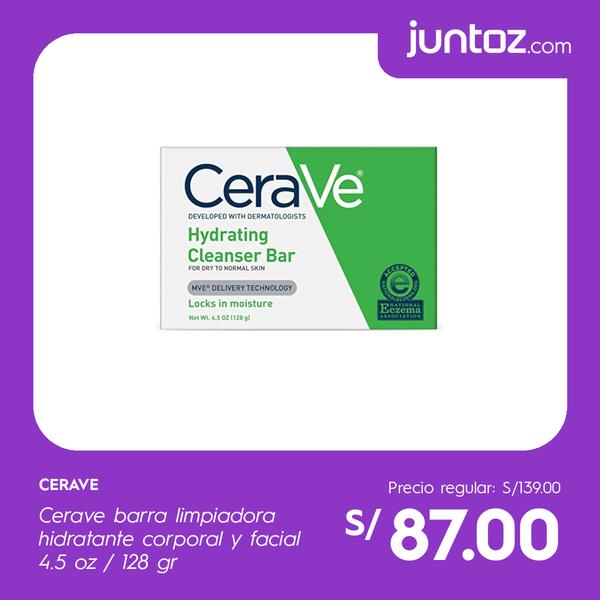 juntoz.com
CeraVe®
DEVELOPED WITH DERMATOLOGISTS
Hydrating
Cleanser Bar
FOR DRY TO NORMAL SKIN
MVE® DELIVERY TECHNOLOGY
Locks in moisture
Net Wt. 4.5 OZ (128 g)
ACCEPTED
e
NATIONAL
Eczema
ASSOCIATION
CERAVE
Cerave barra limpiadora
hidratante corporal y facial
4.5 oz / 128 gr
Precio regular: S/139.00
S/87.00